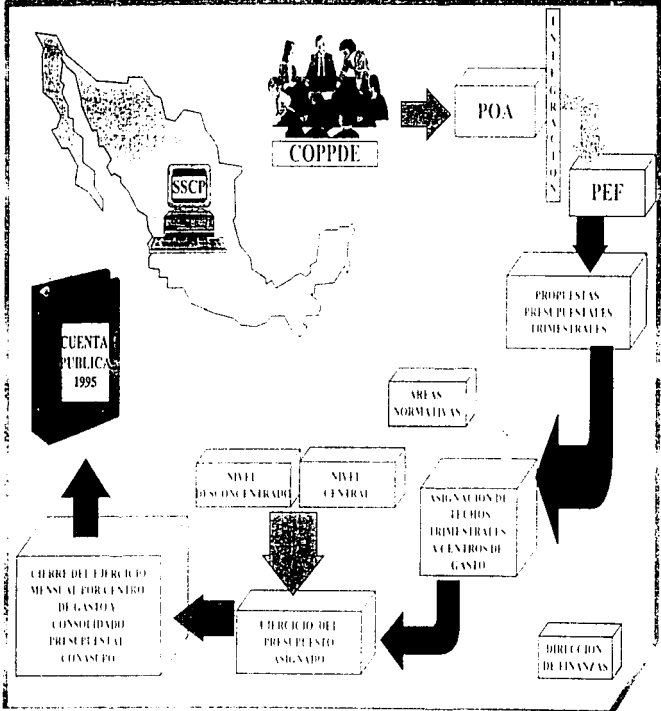 SSCP
COPPDE
POA
INTEGRACION
PEF
PROPUESTAS
PRESUPUESTALES
TRIMESTRALES
CUENTA
PUBLICA
1995
AREAS
NORMATIVAS
NIVEL
DESCONCENTRADO
NIVEL
CENTRAL
ASIGNACION DE
TECHOS
TRIMESTRALES
A CENTROS DE
GASTO
CIERRE DEL EJERCICIO
MENSUAL POR CENTRO
DE GASTO Y
CONSOLIDADO
PRESUPUESTAL
CONASUPO
EJERCICIO DEL
PRESUPUESTO
ASIGNADO
DIRECCION
DE FINANZAS